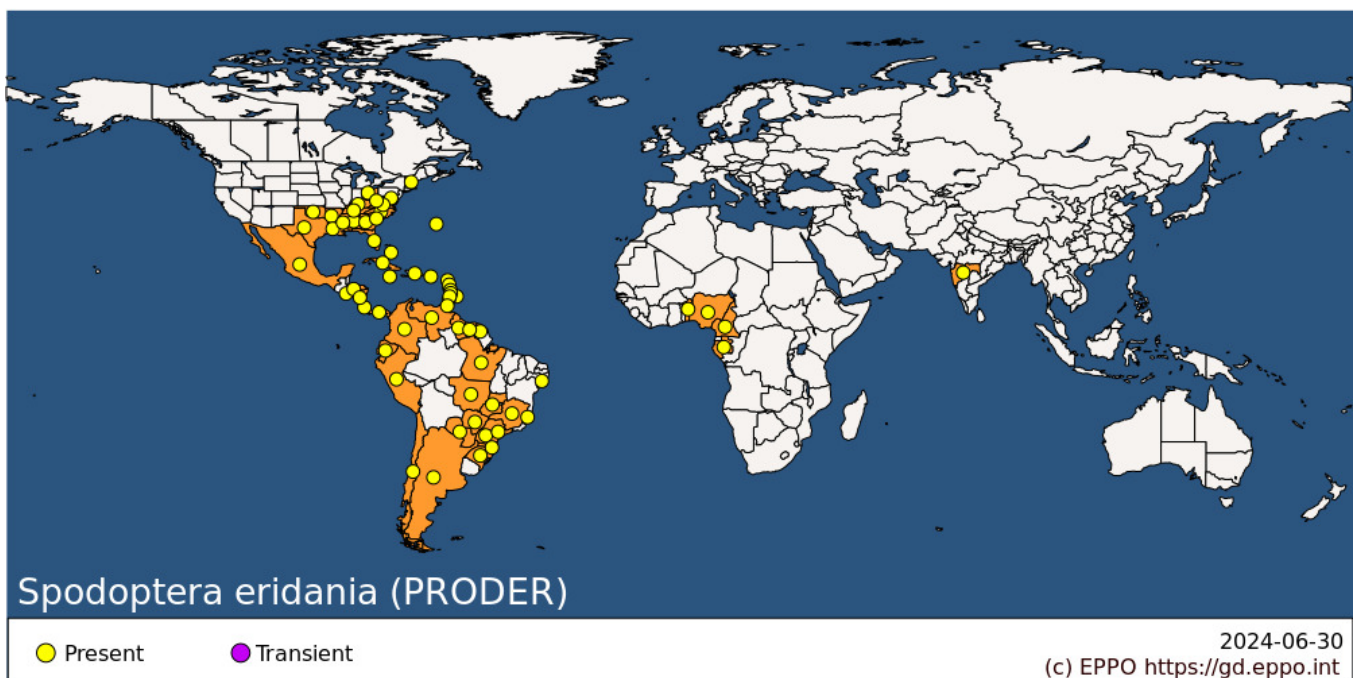 Spodoptera eridania (PRODER)
Present
Transient
2024-06-30
(c) EPPO https://gd.eppo.int